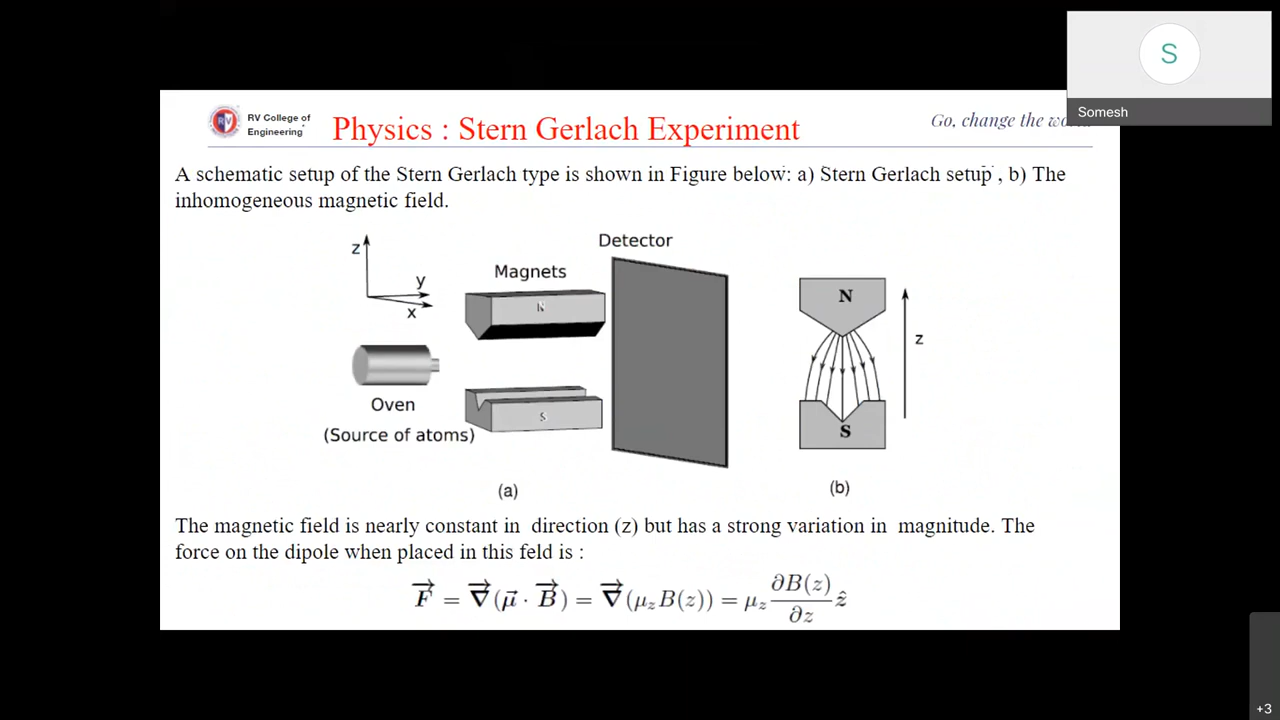 S
Somesh
RV College of
Engineering
Physics : Stern Gerlach Experiment
Go, change the
A schematic setup of the Stern Gerlach type is shown in Figure below: a) Stern Gerlach setup , b) The
inhomogeneous magnetic field.
Detector
z
Magnets
y
x
N
N
z
Oven
(Source of atoms)
S
S
(a)
(b)
The magnetic field is nearly constant in direction (z) but has a strong variation in magnitude. The
force on the dipole when placed in this feld is :
F⃗ = ∇⃗(μ⃗ · B⃗) = ∇⃗(μ_z B(z)) = μ_z ∂B(z)/∂z ẑ
+3